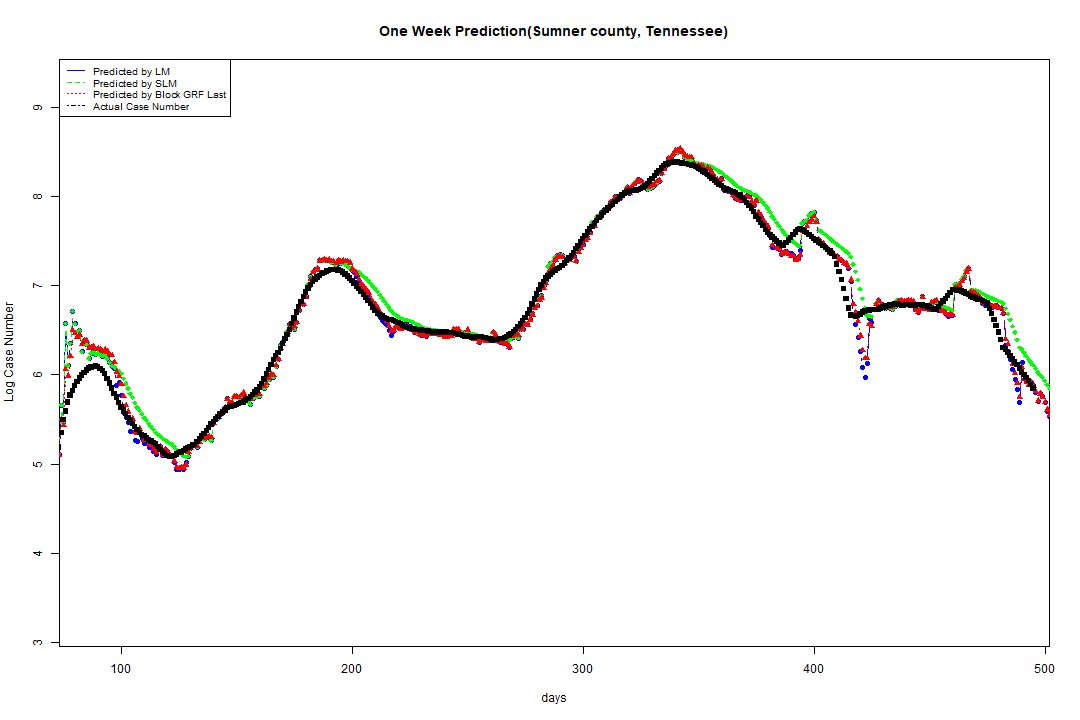 One Week Prediction(Sumner county, Tennessee)
Predicted by LM
Predicted by SLM
Predicted by Block GRF Last
Actual Case Number
9
8
7
6
5
4
3
Log Case Number
100 200 300 400 500
days